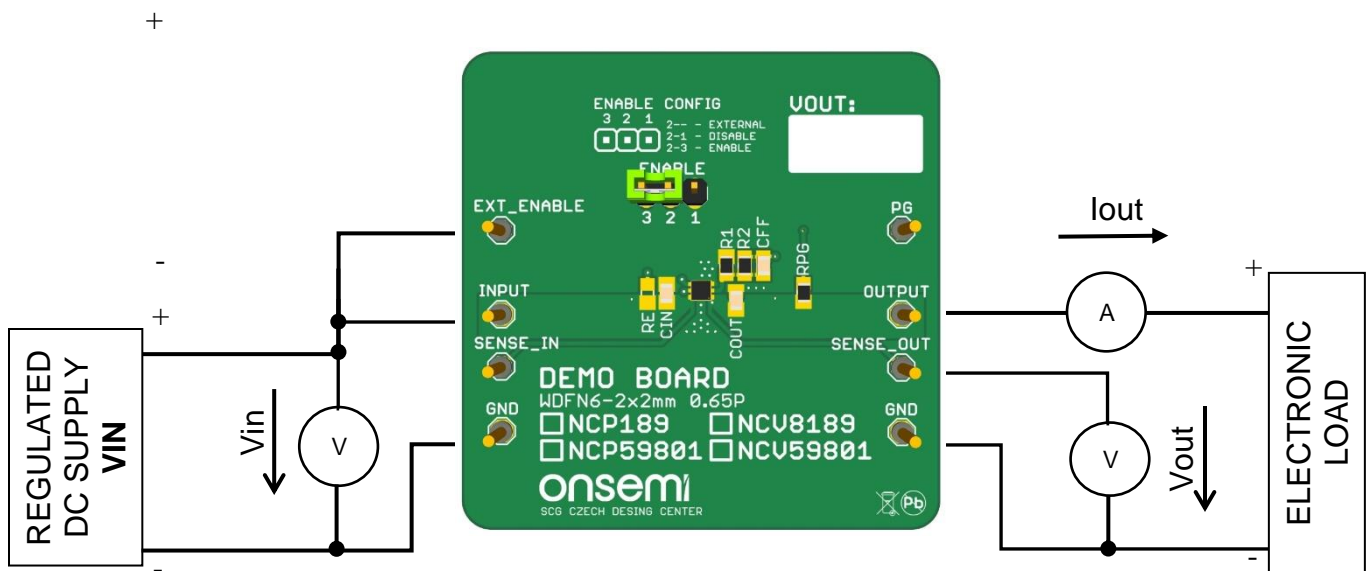 +
ENABLE CONFIG
3 2 1
2-- - EXTERNAL
2-1 - DISABLE
2-3 - ENABLE
VOUT:
ENABLE
3 2 1
EXT_ENABLE
PG
Iout
-
+
INPUT
RE
CIN
R1
R2
CFF
COUT
RPG
OUTPUT
A
+
SENSE_IN
SENSE_OUT
REGULATED
DC SUPPLY
VIN
Vin
V
GND
DEMO BOARD
WDFN6-2x2mm 0.65P
NCP189 NCV8189
NCP59801 NCV59801
GND
V
Vout
ELECTRONIC
LOAD
onsemi
SCG CZECH DESING CENTER
Pb
-
-